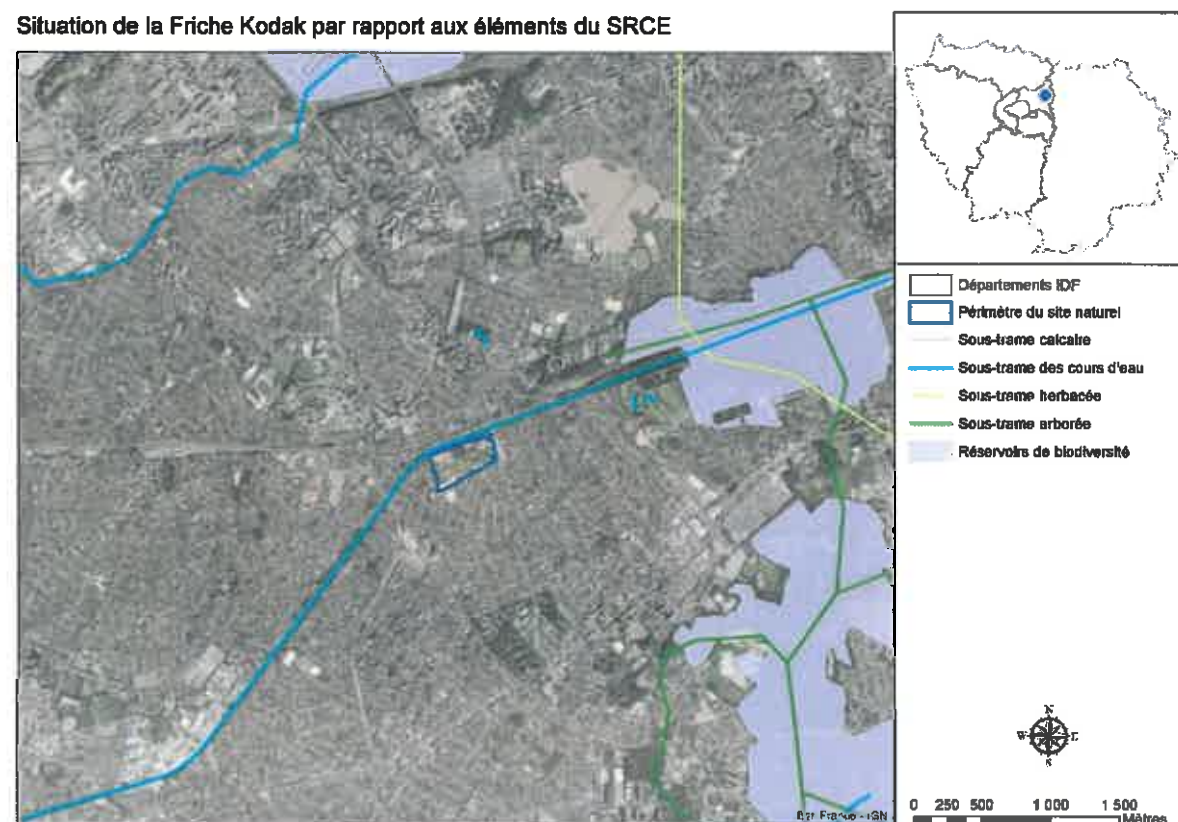 Situation de la Friche Kodak par rapport aux éléments du SRCE
Départements IDF
Périmètre du site naturel
Sous-trame calcaire
Sous-trame des cours d'eau
Sous-trame herbacée
Sous-trame arborée
Réservoirs de biodiversité
N
W E
S
0 250 500 1 000 1 500
Mètres
France - IGN